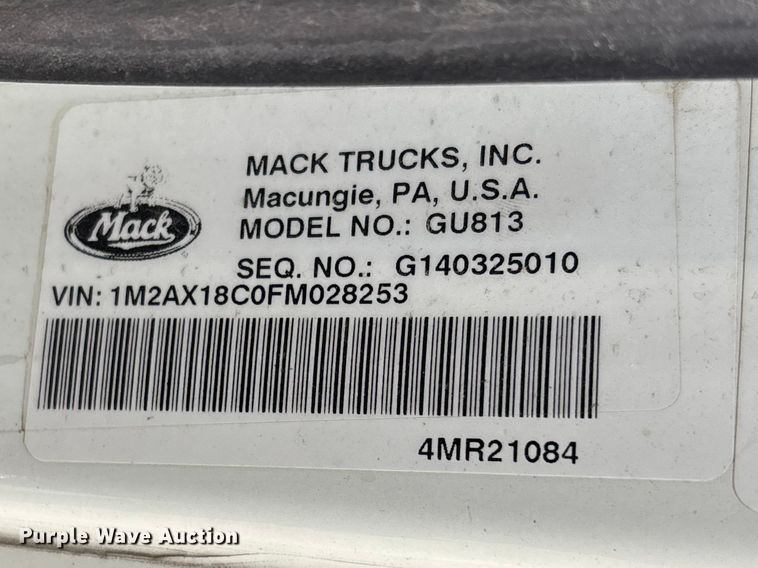 MACK TRUCKS, INC.
Macungie, PA, U.S.A.
Mack
MODEL NO.: GU813
SEQ. NO.: G140325010
VIN: 1M2AX18C0FM028253
4MR21084
Purple Wave Auction